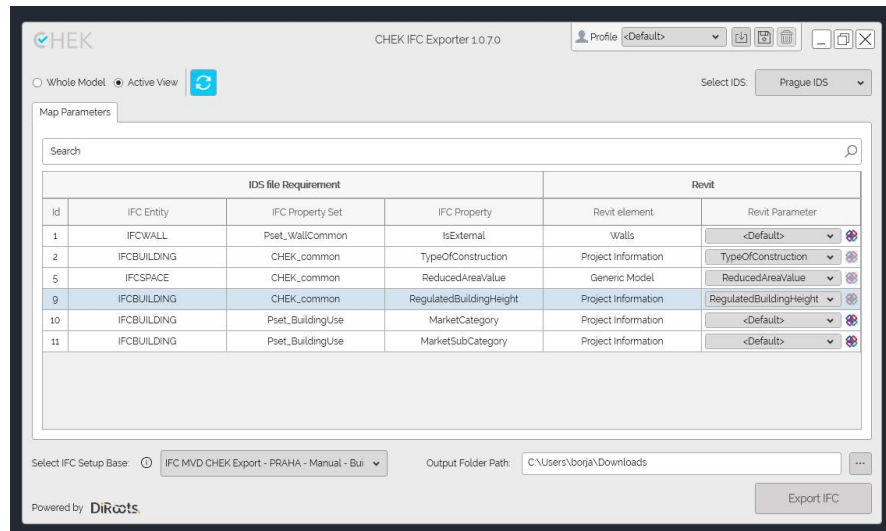 CHEK
CHEK IFC Exporter 1.0.7.0
Profile <Default>
Whole Model Active View
Select IDS: Prague IDS
Map Parameters
Search
IDS file Requirement Revit
Id IFC Entity IFC Property Set IFC Property Revit element Revit Parameter
1 IFCWALL Pset_WallCommon IsExternal Walls <Default>
2 IFCBUILDING CHEK_common TypeOfConstruction Project Information TypeOfConstruction
5 IFCSPACE CHEK_common ReducedAreaValue Generic Model ReducedAreaValue
9 IFCBUILDING CHEK_common RegulatedBuildingHeight Project Information RegulatedBuildingHeight
10 IFCBUILDING Pset_BuildingUse MarketCategory Project Information <Default>
11 IFCBUILDING Pset_BuildingUse MarketSubCategory Project Information <Default>
Select IFC Setup Base: IFC MVD CHEK Export - PRAHA - Manual - Bui Output Folder Path: C:\Users\borja\Downloads ...
Export IFC
Powered by DiRoots.